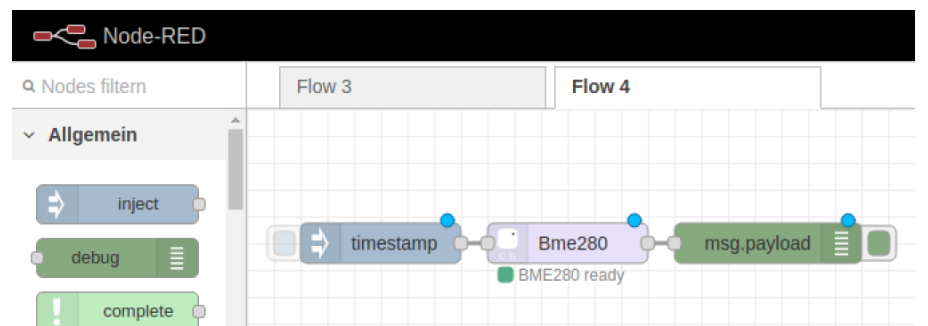 Node-RED
Nodes filtern
Flow 3
Flow 4
Allgemein
inject
debug
complete
timestamp
Bme280
msg.payload
BME280 ready